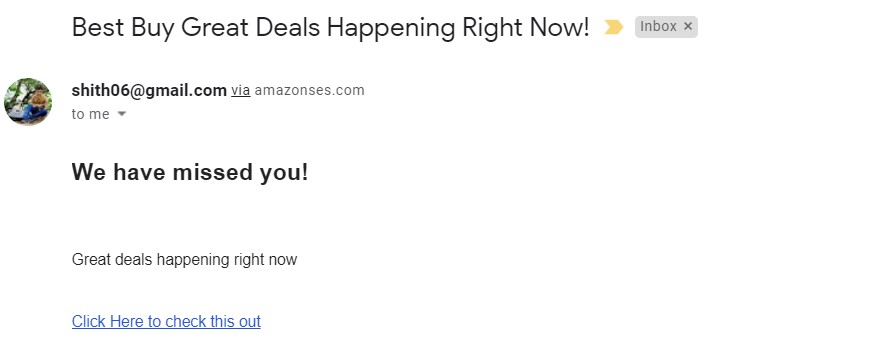 Best Buy Great Deals Happening Right Now! Inbox ×
shith06@gmail.com via amazonses.com
to me
We have missed you!
Great deals happening right now
Click Here to check this out